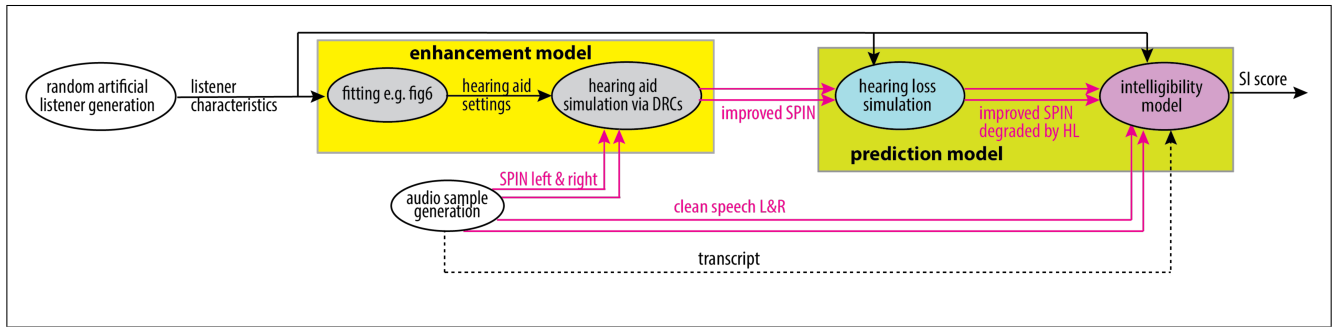 enhancement model
random artificial
listener generation
listener
characteristics
fitting e.g. fig6
hearing aid
settings
hearing aid
simulation via DRCs
improved SPIN
hearing loss
simulation
improved SPIN
degraded by HL
intelligibility
model
SI score
prediction model
SPIN left & right
audio sample
generation
clean speech L&R
transcript